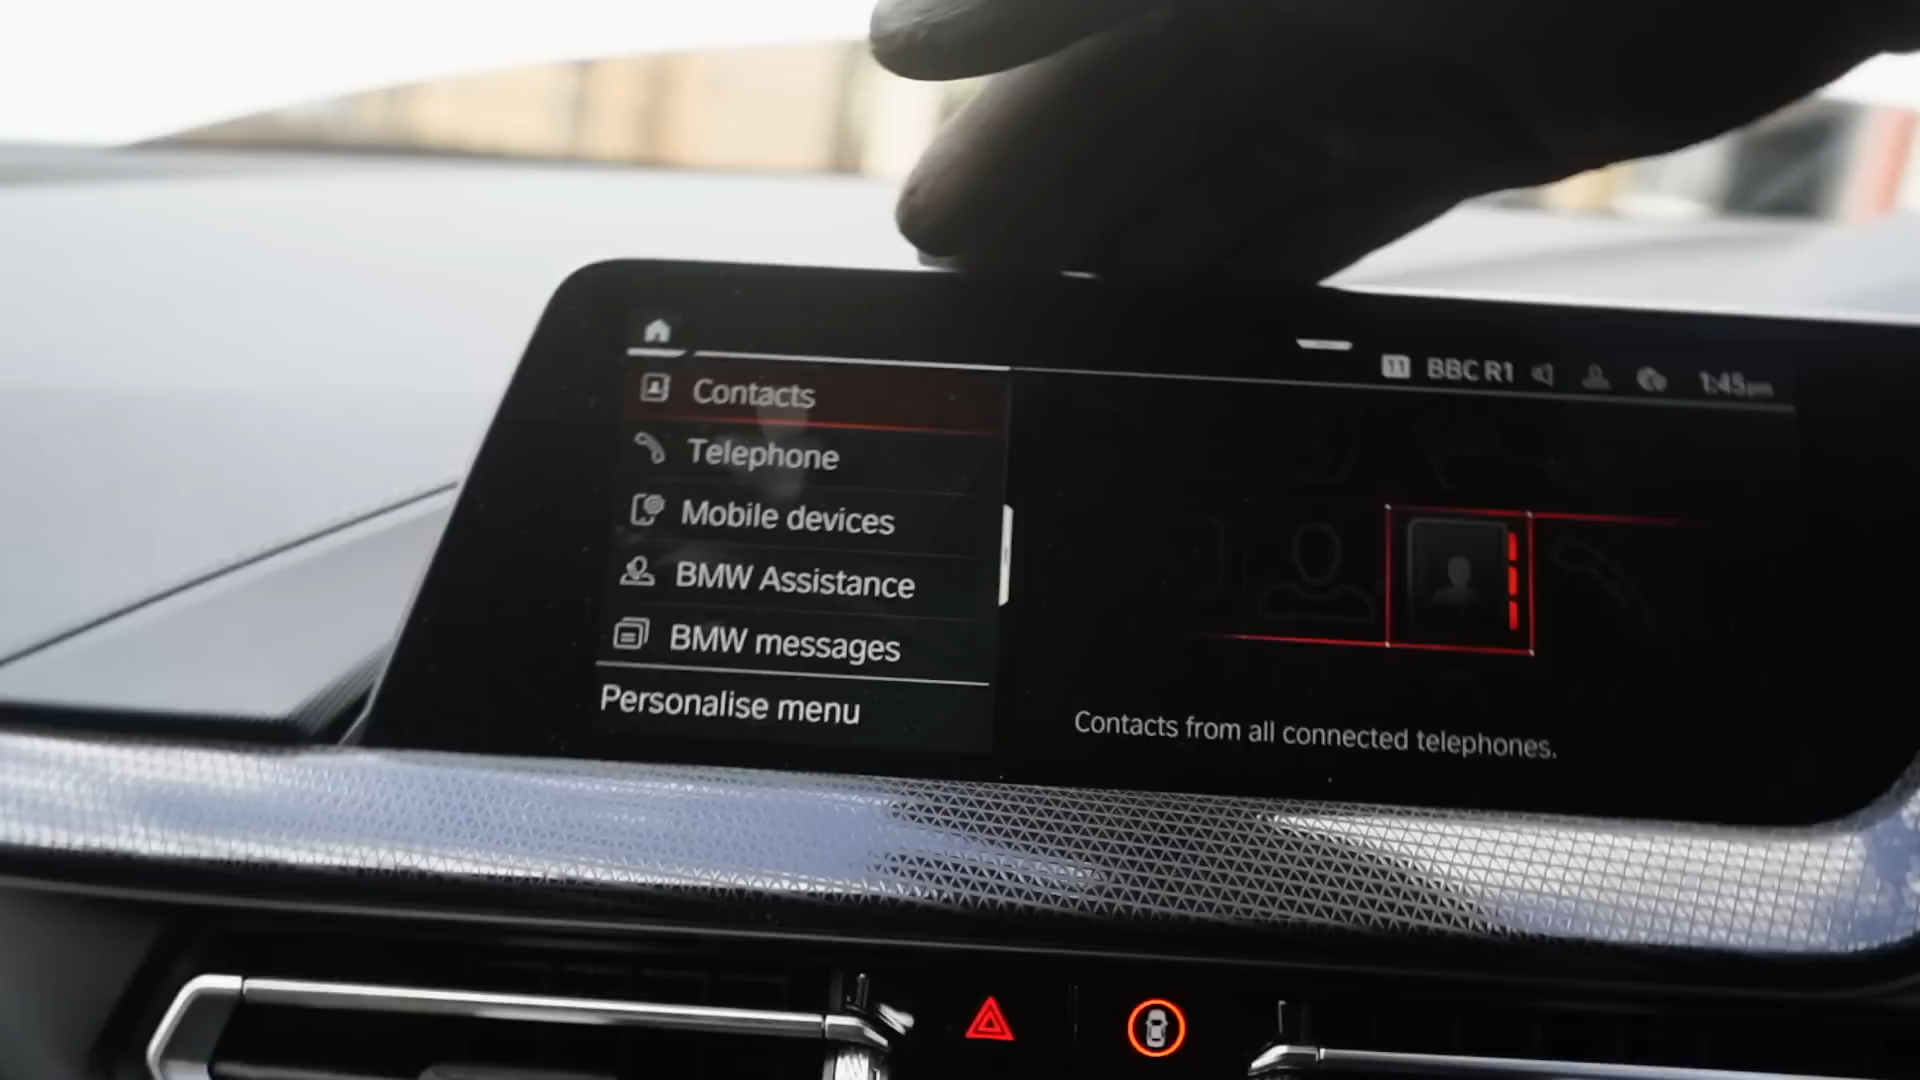 11 BBC R1 1:45pm
Contacts
Telephone
Mobile devices
BMW Assistance
BMW messages
Personalise menu
Contacts from all connected telephones.